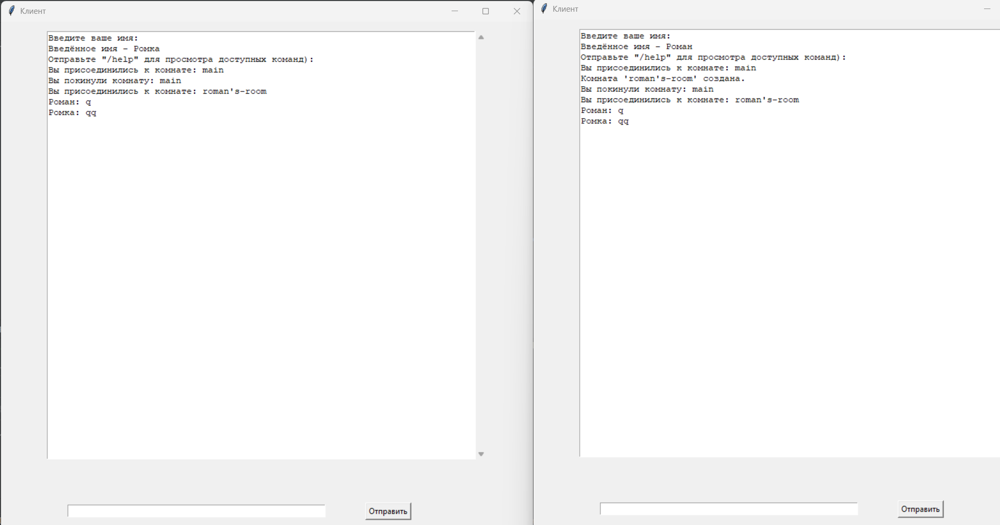 Клиент
Введите ваше имя:
Введённое имя - Ромка
Отправьте "/help" для просмотра доступных команд):
Вы присоединились к комнате: main
Вы покинули комнату: main
Вы присоединились к комнате: roman's-room
Роман: q
Ромка: qq
Отправить
Клиент
Введите ваше имя:
Введённое имя - Роман
Отправьте "/help" для просмотра доступных команд):
Вы присоединились к комнате: main
Комната 'roman's-room' создана.
Вы покинули комнату: main
Вы присоединились к комнате: roman's-room
Роман: q
Ромка: qq
Отправить